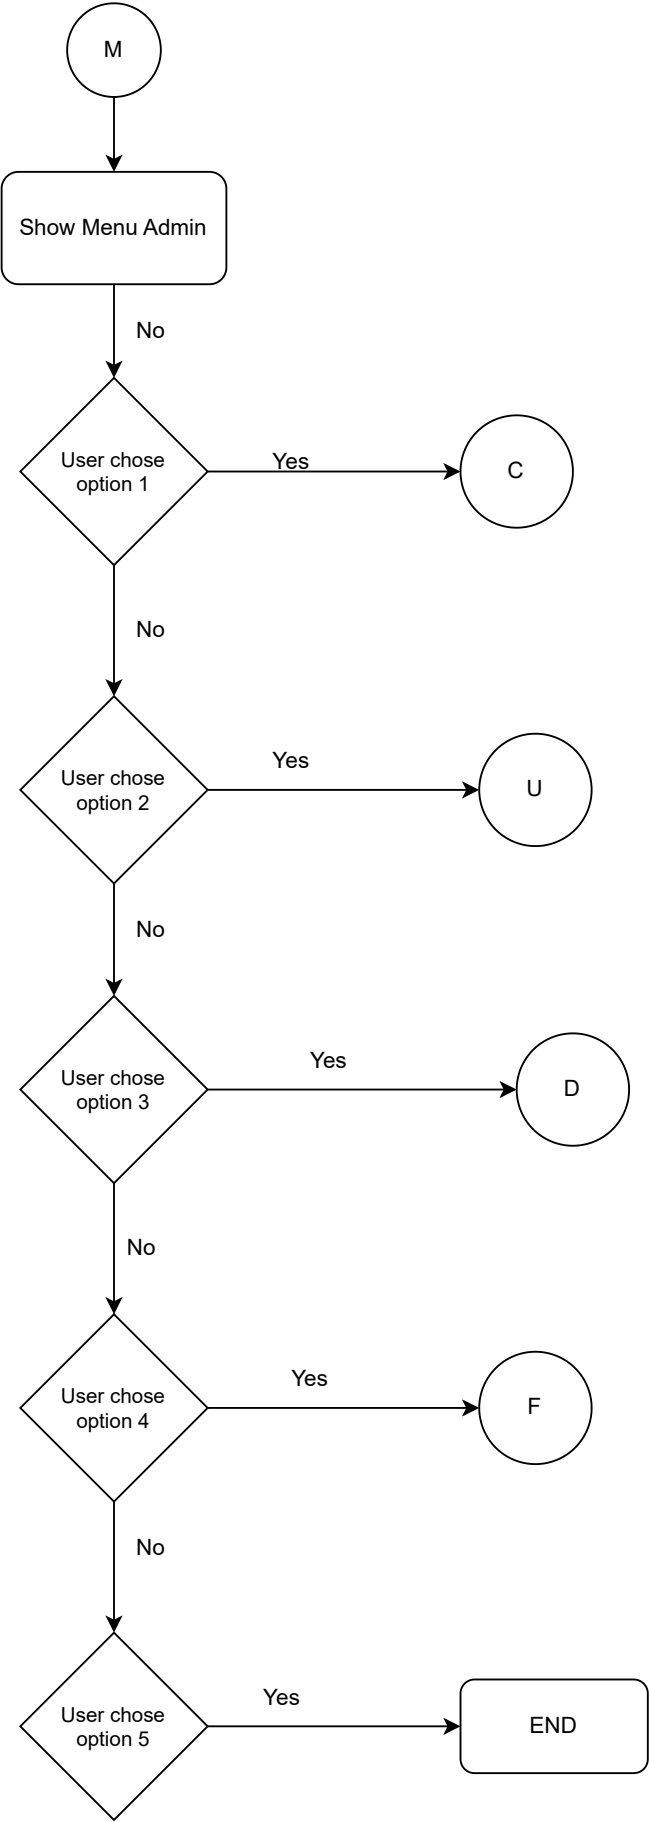 M
Show Menu Admin
No
User chose
option 1
Yes
C
No
User chose
option 2
Yes
U
No
User chose
option 3
Yes
D
No
User chose
option 4
Yes
F
No
User chose
option 5
Yes
END